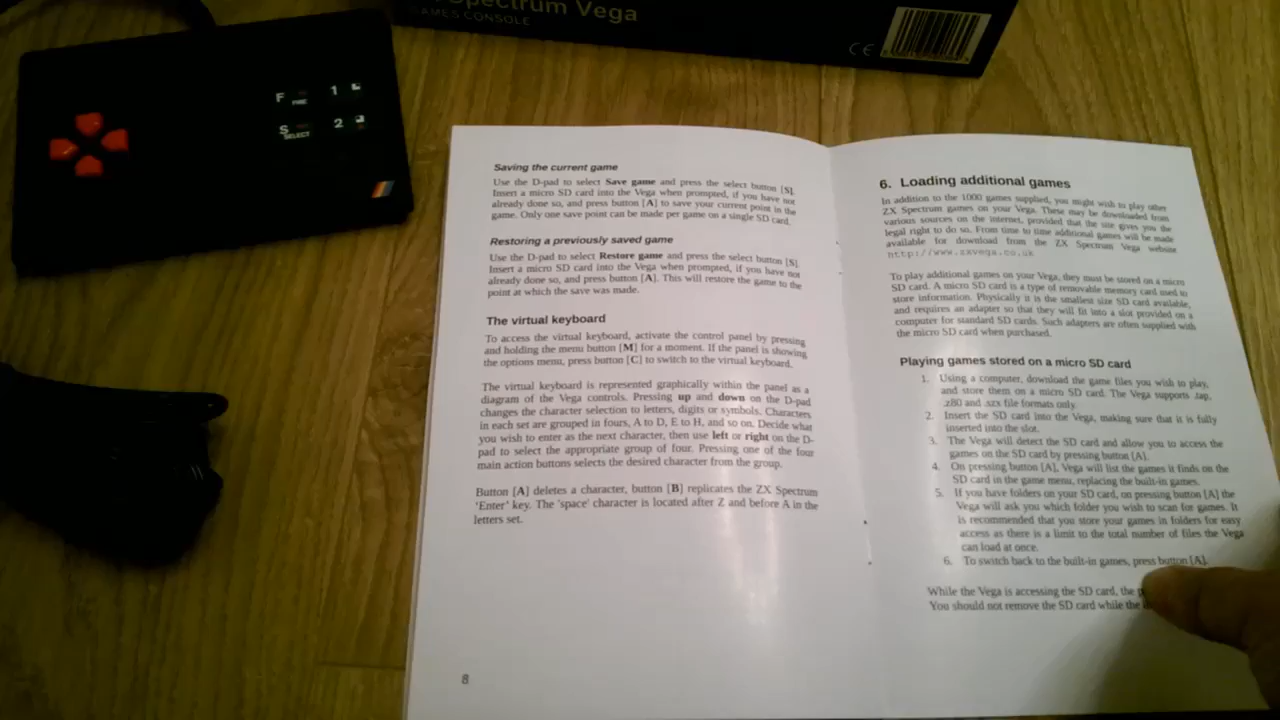 Spectrum Vega
GAMES CONSOLE
CE
F FIRE 1
S SELECT 2
Saving the current game
Use the D-pad to select Save game and press the select button [S].
Insert a micro SD card into the Vega when prompted, if you have not
already done so, and press button [A] to save your current point in the
game. Only one save point can be made per game on a single SD card.
Restoring a previously saved game
Use the D-pad to select Restore game and press the select button [S].
Insert a micro SD card into the Vega when prompted, if you have not
already done so, and press button [A]. This will restore the game to the
point at which the save was made.
The virtual keyboard
To access the virtual keyboard, activate the control panel by pressing
and holding the menu button [M] for a moment. If the panel is showing
the options menu, press button [C] to switch to the virtual keyboard.
The virtual keyboard is represented graphically within the panel as a
diagram of the Vega controls. Pressing up and down on the D-pad
changes the character selection to letters, digits or symbols. Characters
in each set are grouped in fours, A to D, E to H, and so on. Decide what
you wish to enter as the next character, then use left or right on the D-
pad to select the appropriate group of four. Pressing one of the four
main action buttons selects the desired character from the group.
Button [A] deletes a character, button [B] replicates the ZX Spectrum
'Enter' key. The 'space' character is located after Z and before A in the
letters set.
8
6. Loading additional games
In addition to the 1000 games supplied, you might wish to play other
ZX Spectrum games on your Vega. These may be downloaded from
various sources on the internet, provided that the site gives you the
legal right to do so. From time to time additional games will be made
available for download from the ZX Spectrum Vega website
http://www.zxvega.co.uk
To play additional games on your Vega, they must be stored on a micro
SD card. A micro SD card is a type of removable memory card used to
store information. Physically it is the smallest size SD card available,
and requires an adapter so that they will fit into a slot provided on a
computer for standard SD cards. Such adapters are often supplied with
the micro SD card when purchased.
Playing games stored on a micro SD card
1. Using a computer, download the game files you wish to play,
and store them on a micro SD card. The Vega supports .tap,
.z80 and .szx file formats only.
2. Insert the SD card into the Vega, making sure that it is fully
inserted into the slot.
3. The Vega will detect the SD card and allow you to access the
games on the SD card by pressing button [A].
4. On pressing button [A], Vega will list the games it finds on the
SD card in the game menu, replacing the built-in games.
5. If you have folders on your SD card, on pressing button [A] the
Vega will ask you which folder you wish to scan for games. It
is recommended that you store your games in folders for easy
access as there is a limit to the total number of files the Vega
can load at once.
6. To switch back to the built-in games, press button [A].
While the Vega is accessing the SD card, the
You should not remove the SD card while the